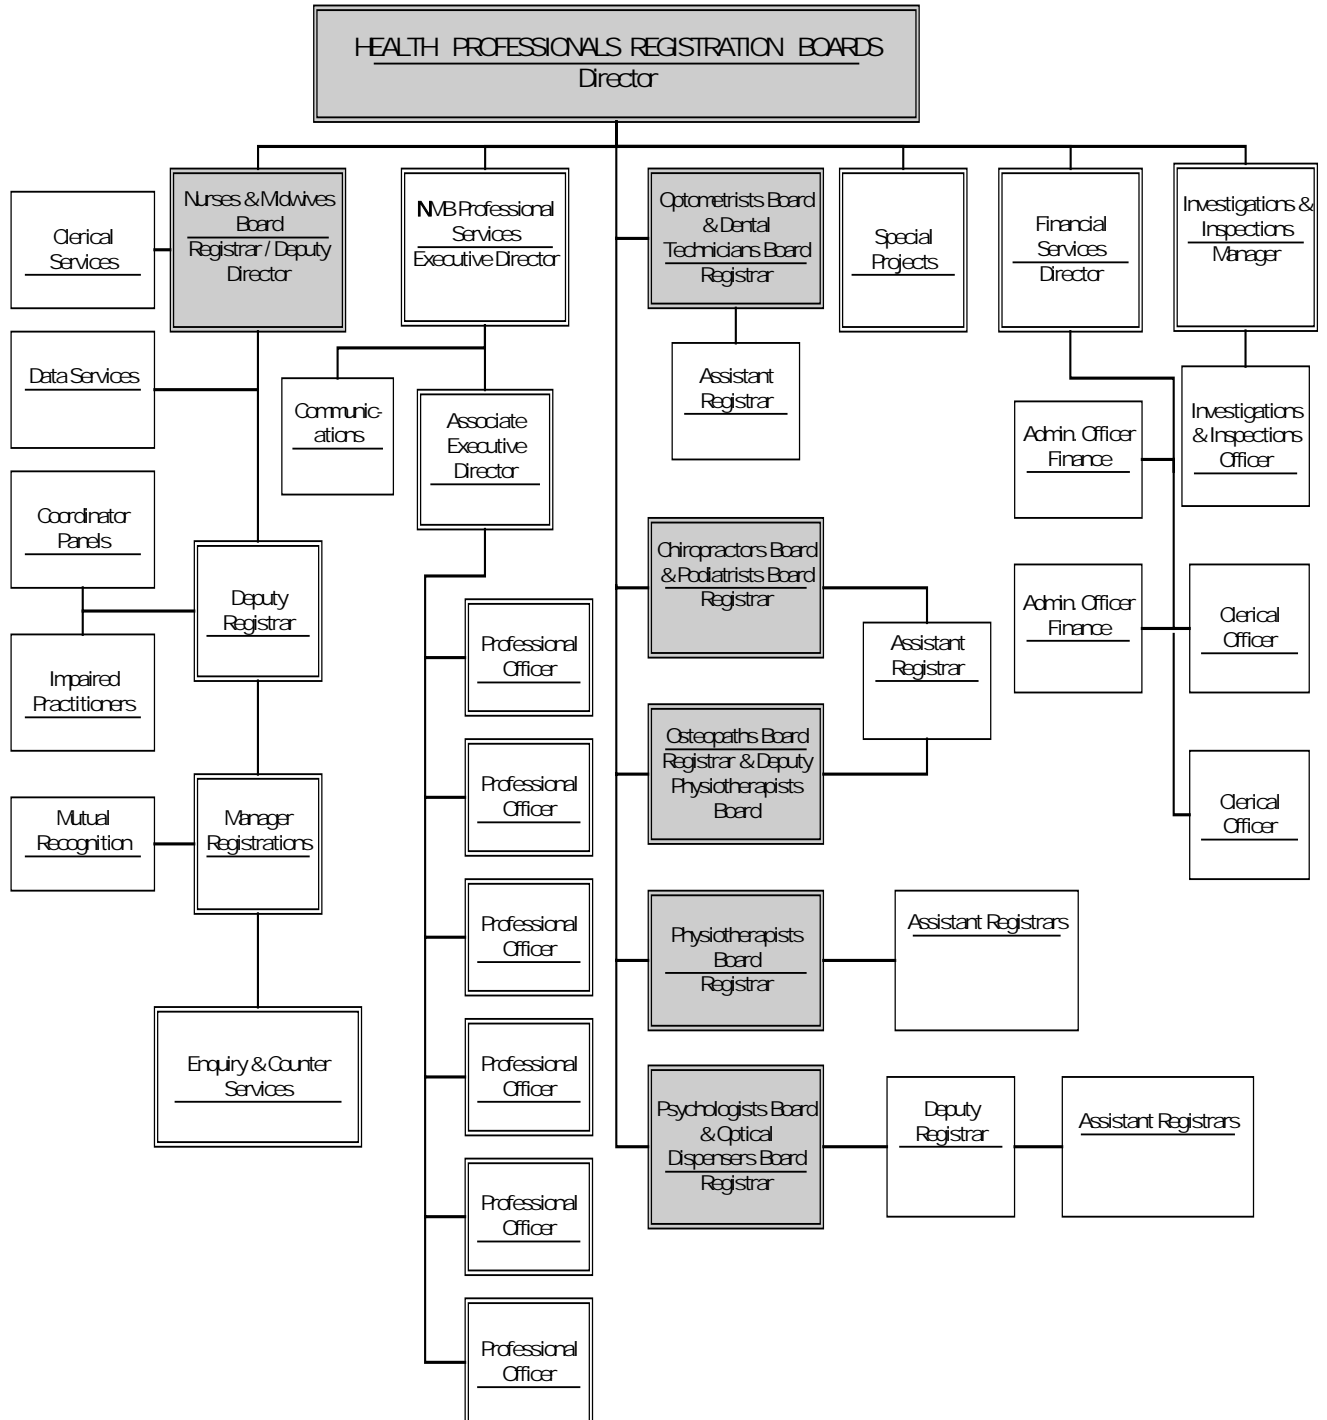 HEALTH PROFESSIONALS REGISTRATION BOARDS
Director
Nurses & Midwives
Board
Registrar / Deputy
Director
Clerical
Services
Data Services
Coordinator
Panels
Impaired
Practitioners
Deputy
Registrar
Mutual
Recognition
Manager
Registrations
Enquiry & Counter
Services
NMB Professional
Services
Executive Director
Communic-
ations
Associate
Executive
Director
Professional
Officer
Professional
Officer
Professional
Officer
Professional
Officer
Professional
Officer
Professional
Officer
Optometrists Board
& Dental
Technicians Board
Registrar
Assistant
Registrar
Chiropractors Board
& Podiatrists Board
Registrar
Assistant
Registrar
Osteopaths Board
Registrar & Deputy
Physiotherapists
Board
Physiotherapists
Board
Registrar
Assistant Registrars
Psychologists Board
& Optical
Dispensers Board
Registrar
Deputy
Registrar
Assistant Registrars
Special
Projects
Financial
Services
Director
Admin. Officer
Finance
Admin. Officer
Finance
Clerical
Officer
Clerical
Officer
Investigations &
Inspections
Manager
Investigations
& Inspections
Officer